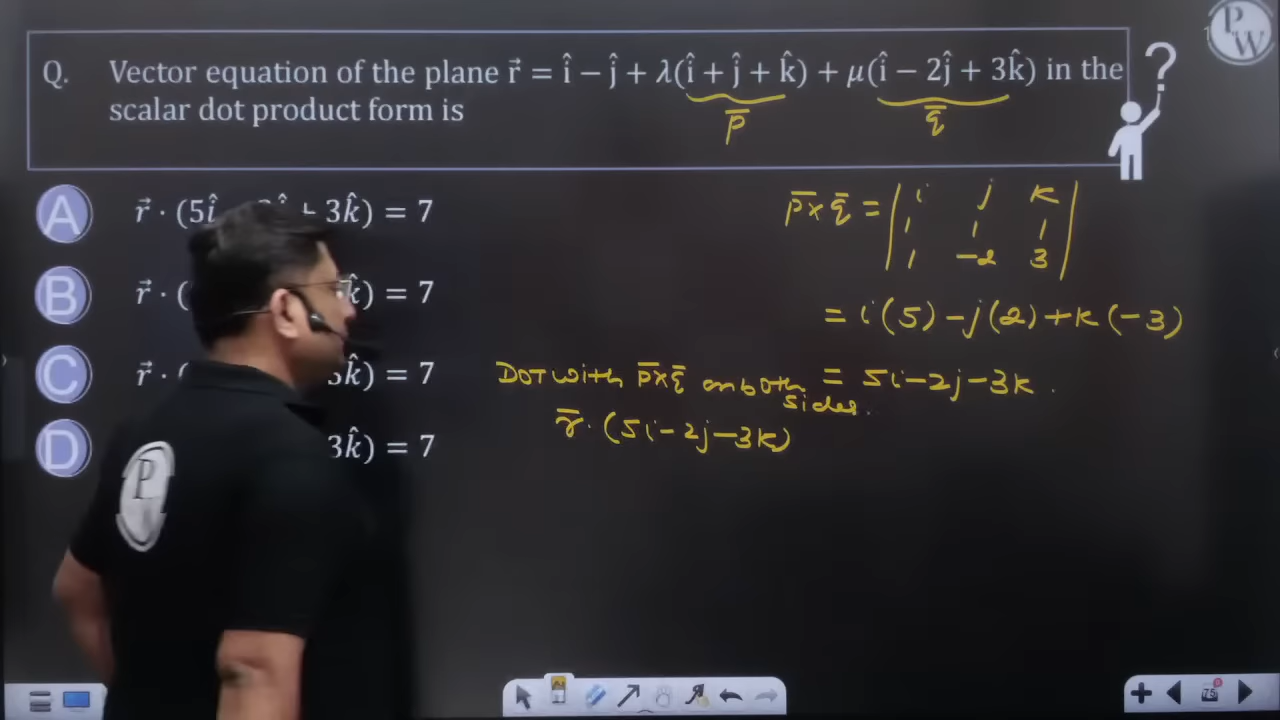 Q. Vector equation of the plane r⃗ = î − ĵ + λ(î + ĵ + k̂) + μ(î − 2ĵ + 3k̂) in the
scalar dot product form is
p̅ q̅
A r⃗ · (5î + 3k̂) = 7
B r⃗ · ( k̂) = 7
C r⃗ · 3k̂) = 7
D 3k̂) = 7
p̅ × q̅ = | i j k
1 1 1
1 −2 3 |
= i(5) − j(2) + k(−3)
= 5i − 2j − 3k.
Dot with p̅×q̅ on both sides.
r̅. (5i − 2j − 3k)
PW
P
75